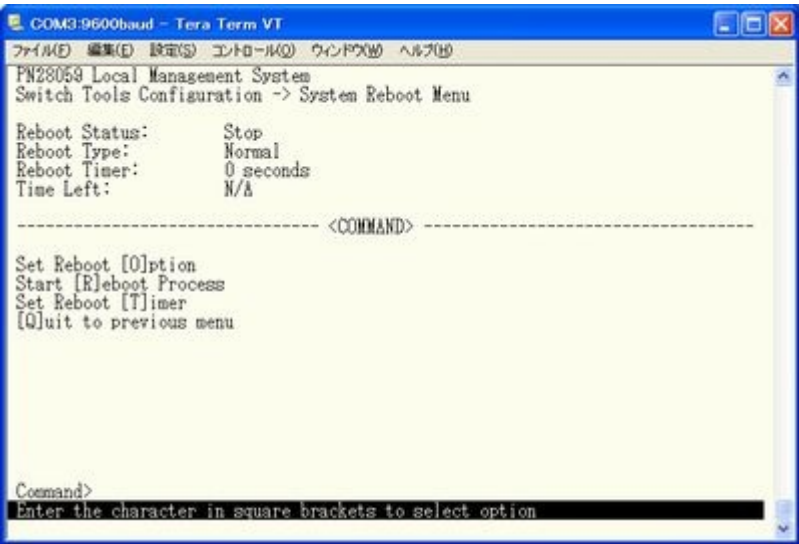 COM3:9600baud - Tera Term VT
ファイル(F) 編集(E) 設定(S) コントロール(O) ウィンドウ(W) ヘルプ(H)
PN28059 Local Management System
Switch Tools Configuration -> System Reboot Menu
Reboot Status: Stop
Reboot Type: Normal
Reboot Timer: 0 seconds
Time Left: N/A
------------------------------- <COMMAND> ----------------------------------
Set Reboot [O]ption
Start [R]eboot Process
Set Reboot [T]imer
[Q]uit to previous menu
Command>
Enter the character in square brackets to select option